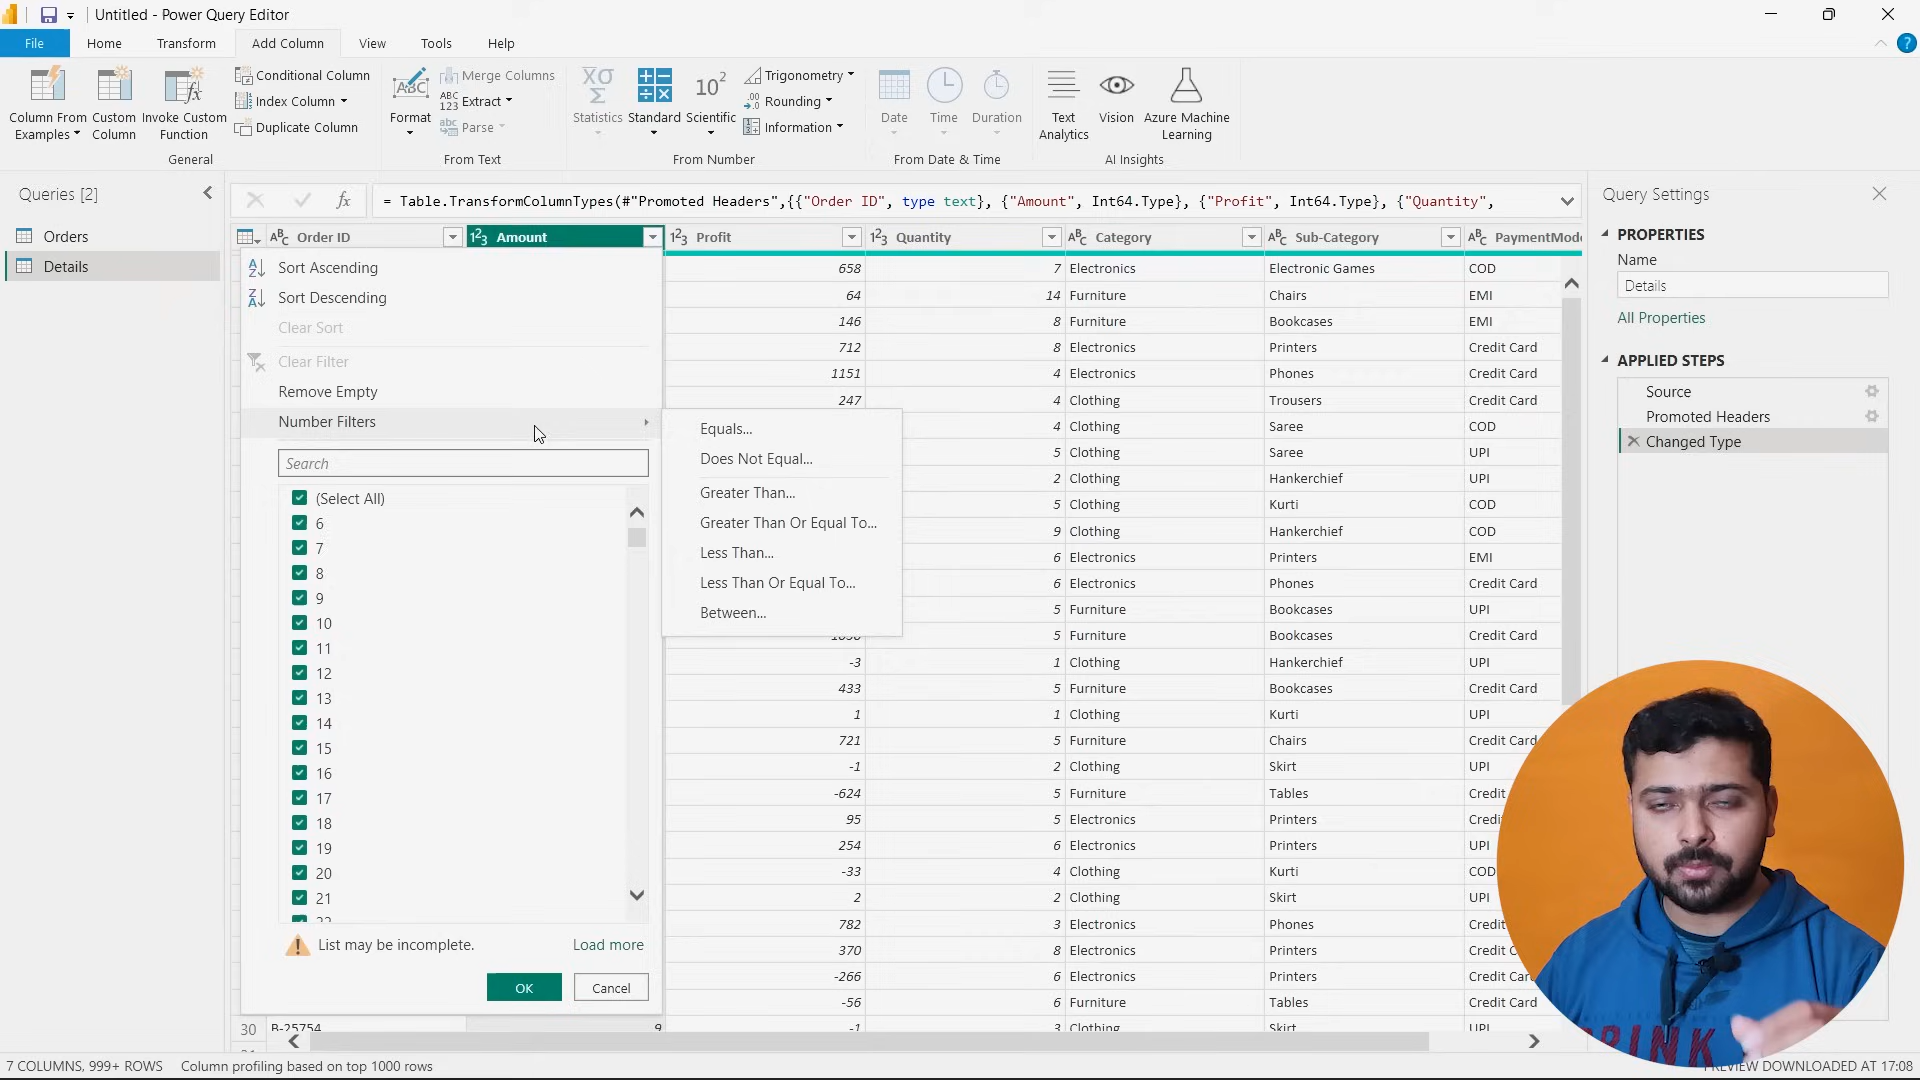 Untitled - Power Query Editor
File Home Transform Add Column View Tools Help
Column From Examples
Custom Column
Invoke Custom Function
Conditional Column
Index Column
Duplicate Column
General
Format
Merge Columns
Extract
Parse
From Text
Statistics
Standard
Scientific
Trigonometry
Rounding
Information
From Number
Date
Time
Duration
From Date & Time
Text Analytics
Vision
Azure Machine Learning
AI Insights
Queries [2]
Orders
Details
= Table.TransformColumnTypes(#"Promoted Headers",{{"Order ID", type text}, {"Amount", Int64.Type}, {"Profit", Int64.Type}, {"Quantity",
Order ID Amount Profit Quantity Category Sub-Category PaymentMode
Sort Ascending
Sort Descending
Clear Sort
Clear Filter
Remove Empty
Number Filters
Search
(Select All)
6
7
8
9
10
11
12
13
14
15
16
17
18
19
20
21
22
List may be incomplete. Load more
OK Cancel
Equals...
Does Not Equal...
Greater Than...
Greater Than Or Equal To...
Less Than...
Less Than Or Equal To...
Between...
658 7 Electronics Electronic Games COD
64 14 Furniture Chairs EMI
146 8 Furniture Bookcases EMI
712 8 Electronics Printers Credit Card
1151 4 Electronics Phones Credit Card
247 4 Clothing Trousers Credit Card
4 Clothing Saree COD
5 Clothing Saree UPI
2 Clothing Hankerchief UPI
5 Clothing Kurti COD
9 Clothing Hankerchief COD
6 Electronics Printers EMI
6 Electronics Phones Credit Card
5 Furniture Bookcases UPI
5 Furniture Bookcases Credit Card
-3 1 Clothing Hankerchief UPI
433 5 Furniture Bookcases Credit Card
1 1 Clothing Kurti UPI
721 5 Furniture Chairs Credit Card
-1 2 Clothing Skirt UPI
-624 5 Furniture Tables Credit
95 5 Electronics Printers Credi
254 6 Electronics Printers UPI
-33 4 Clothing Kurti COD
2 2 Clothing Skirt UPI
782 3 Electronics Phones Credit
370 8 Electronics Printers Credit C
-266 6 Electronics Printers Credit Car
-56 6 Furniture Tables Credit Card
30 B-25754 9 -1 3 Clothing Skirt UPI
Query Settings
PROPERTIES
Name
Details
All Properties
APPLIED STEPS
Source
Promoted Headers
Changed Type
7 COLUMNS, 999+ ROWS Column profiling based on top 1000 rows
PREVIEW DOWNLOADED AT 17:08